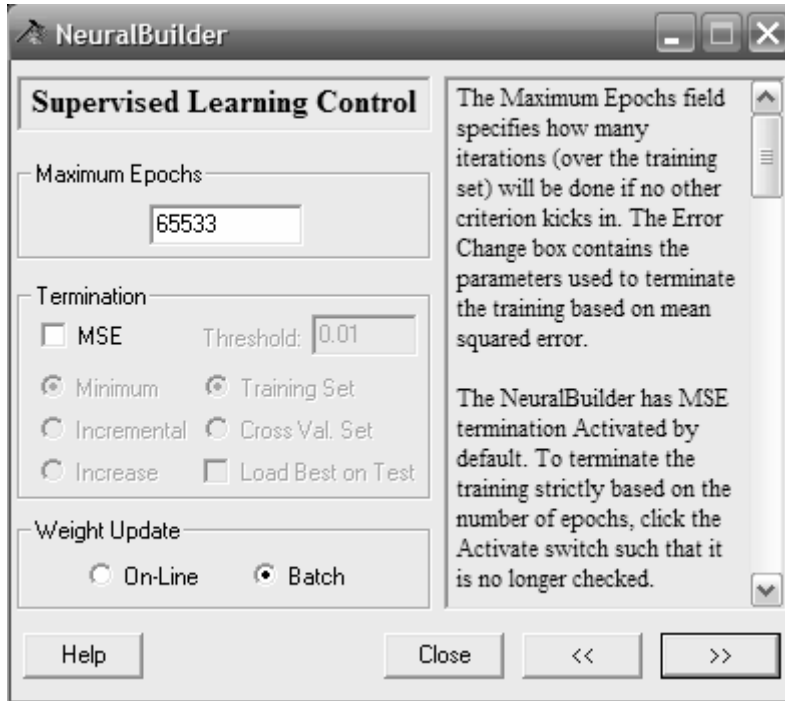 NeuralBuilder
Supervised Learning Control
Maximum Epochs
65533
Termination
MSE Threshold: 0.01
Minimum Training Set
Incremental Cross Val. Set
Increase Load Best on Test
Weight Update
On-Line Batch
The Maximum Epochs field
specifies how many
iterations (over the training
set) will be done if no other
criterion kicks in. The Error
Change box contains the
parameters used to terminate
the training based on mean
squared error.
The NeuralBuilder has MSE
termination Activated by
default. To terminate the
training strictly based on the
number of epochs, click the
Activate switch such that it
is no longer checked.
Help Close << >>